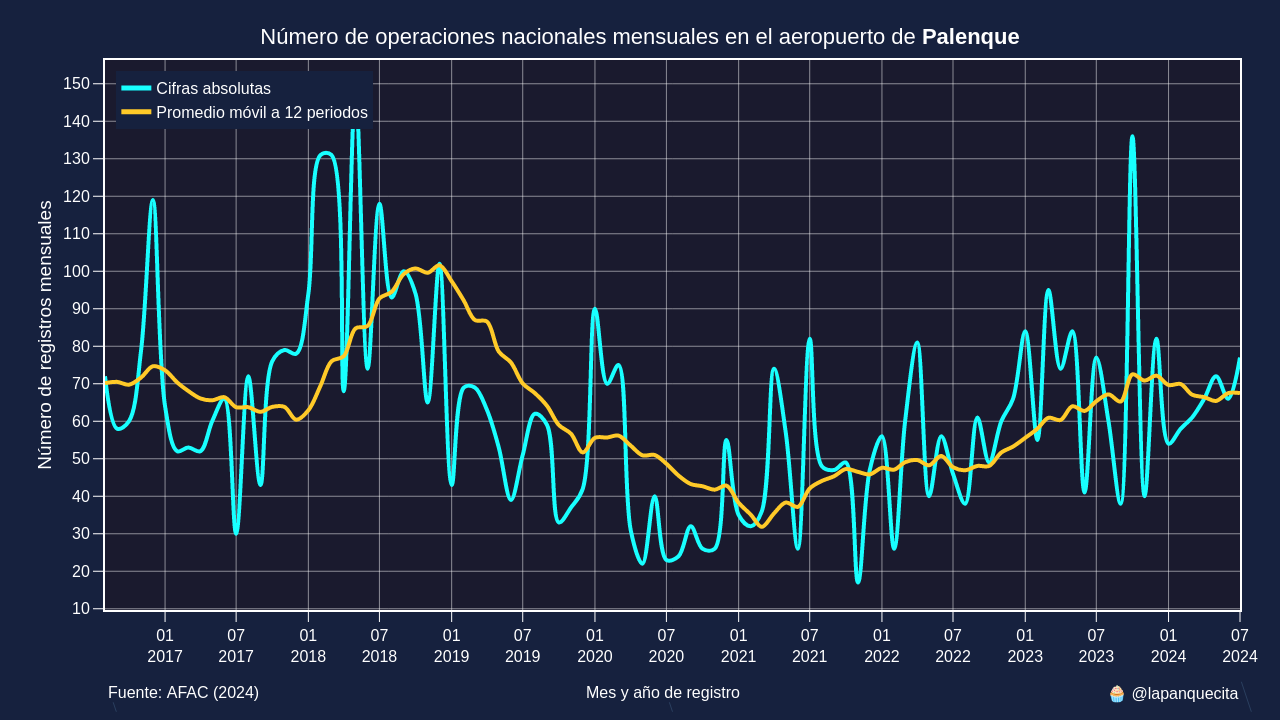 Número de operaciones nacionales mensuales en el aeropuerto de Palenque
Cifras absolutas
Promedio móvil a 12 periodos
Número de registros mensuales
150
140
130
120
110
100
90
80
70
60
50
40
30
20
10
01 07 01 07 01 07 01 07 01 07 01 07 01 07 01 07
2017 2017 2018 2018 2019 2019 2020 2020 2021 2021 2022 2022 2023 2023 2024 2024
Fuente: AFAC (2024) Mes y año de registro 🧁 @lapanquecita